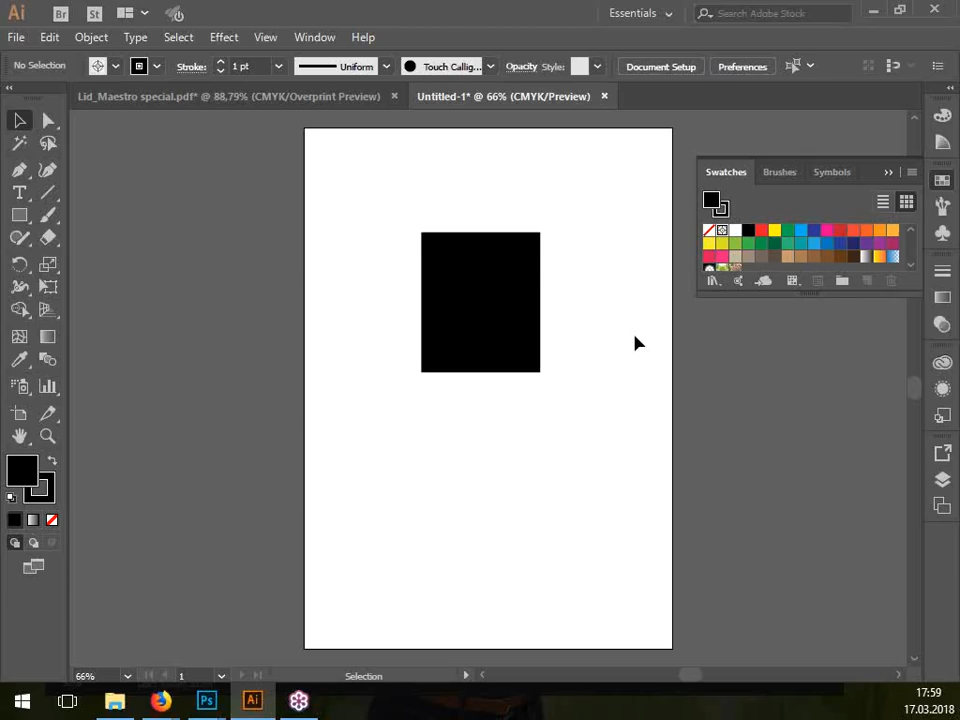 Ai Br St Essentials Search Adobe Stock
File Edit Object Type Select Effect View Window Help
No Selection Stroke: 1 pt Uniform Touch Callig... Opacity Style: Document Setup Preferences
Lid_Maestro special.pdf* @ 88,79% (CMYK/Overprint Preview) × Untitled-1* @ 66% (CMYK/Preview) ×
Swatches Brushes Symbols
66% 1 Selection
Ps Ai
17:59
17.03.2018